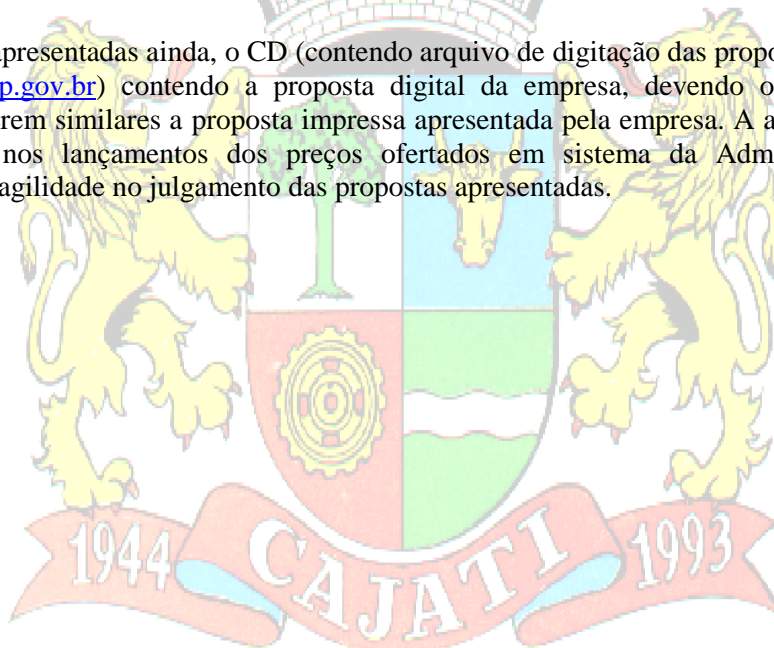 apresentadas ainda, o CD (contendo arquivo de digitação das propo
p.gov.br) contendo a proposta digital da empresa, devendo o
rem similares a proposta impressa apresentada pela empresa. A a
nos lançamentos dos preços ofertados em sistema da Adm
agilidade no julgamento das propostas apresentadas.
1944 CAJATI 1993